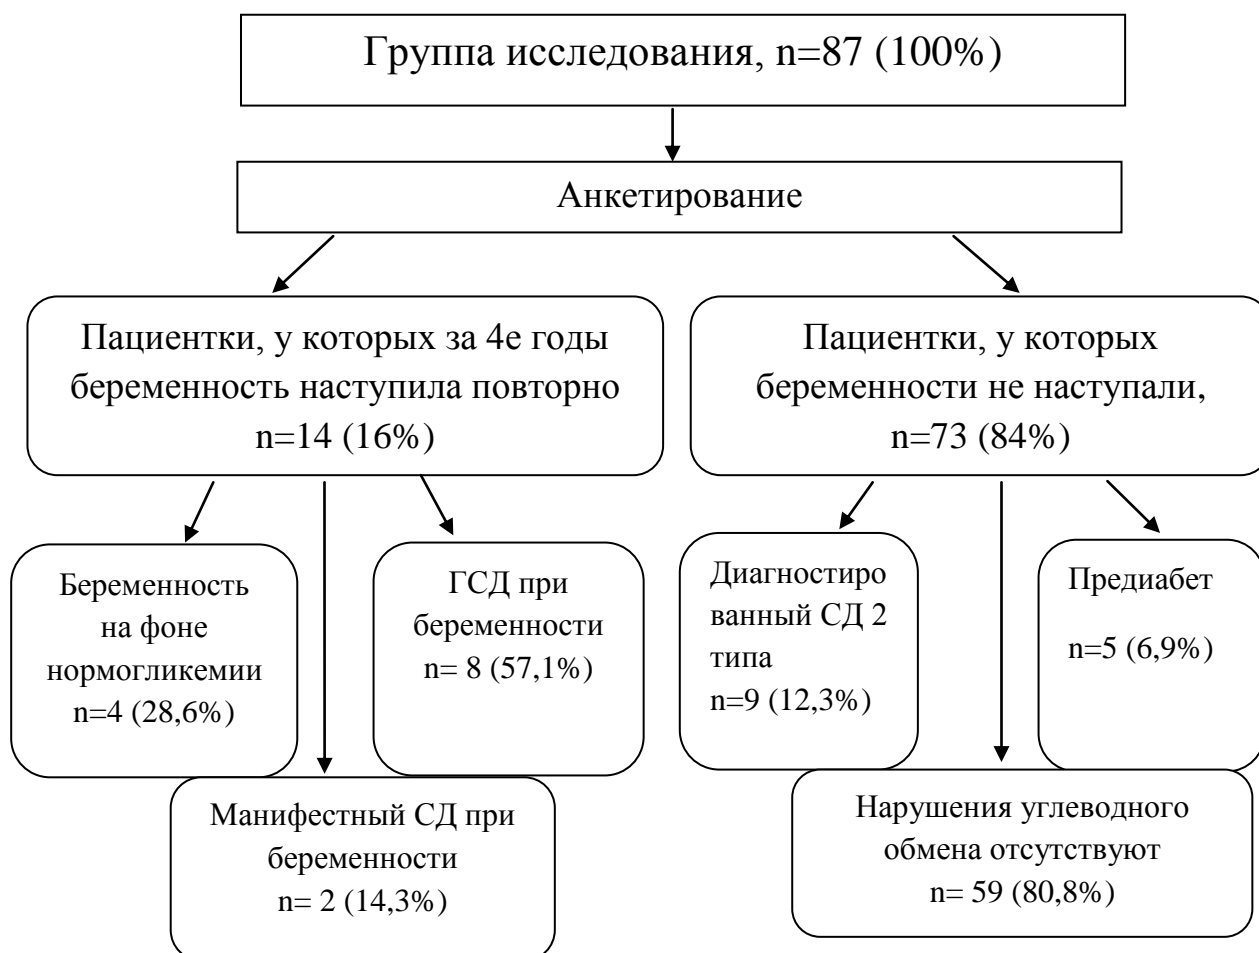 Группа исследования, n=87 (100%)
Анкетирование
Пациентки, у которых за 4е годы
беременность наступила повторно
n=14 (16%)
Пациентки, у которых
беременности не наступали,
n=73 (84%)
Беременность
на фоне
нормогликемии
n=4 (28,6%)
ГСД при
беременности
n= 8 (57,1%)
Манифестный СД при
беременности
n= 2 (14,3%)
Диагностиро
ванный СД 2
типа
n=9 (12,3%)
Предиабет
n=5 (6,9%)
Нарушения углеводного
обмена отсутствуют
n= 59 (80,8%)